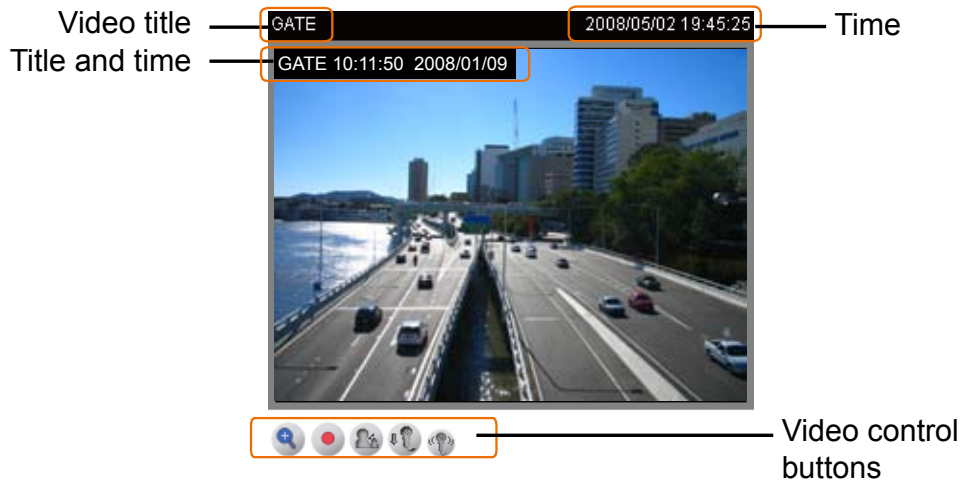 Video title
GATE
2008/05/02 19:45:25
Time
Title and time
GATE 10:11:50 2008/01/09
Video control
buttons